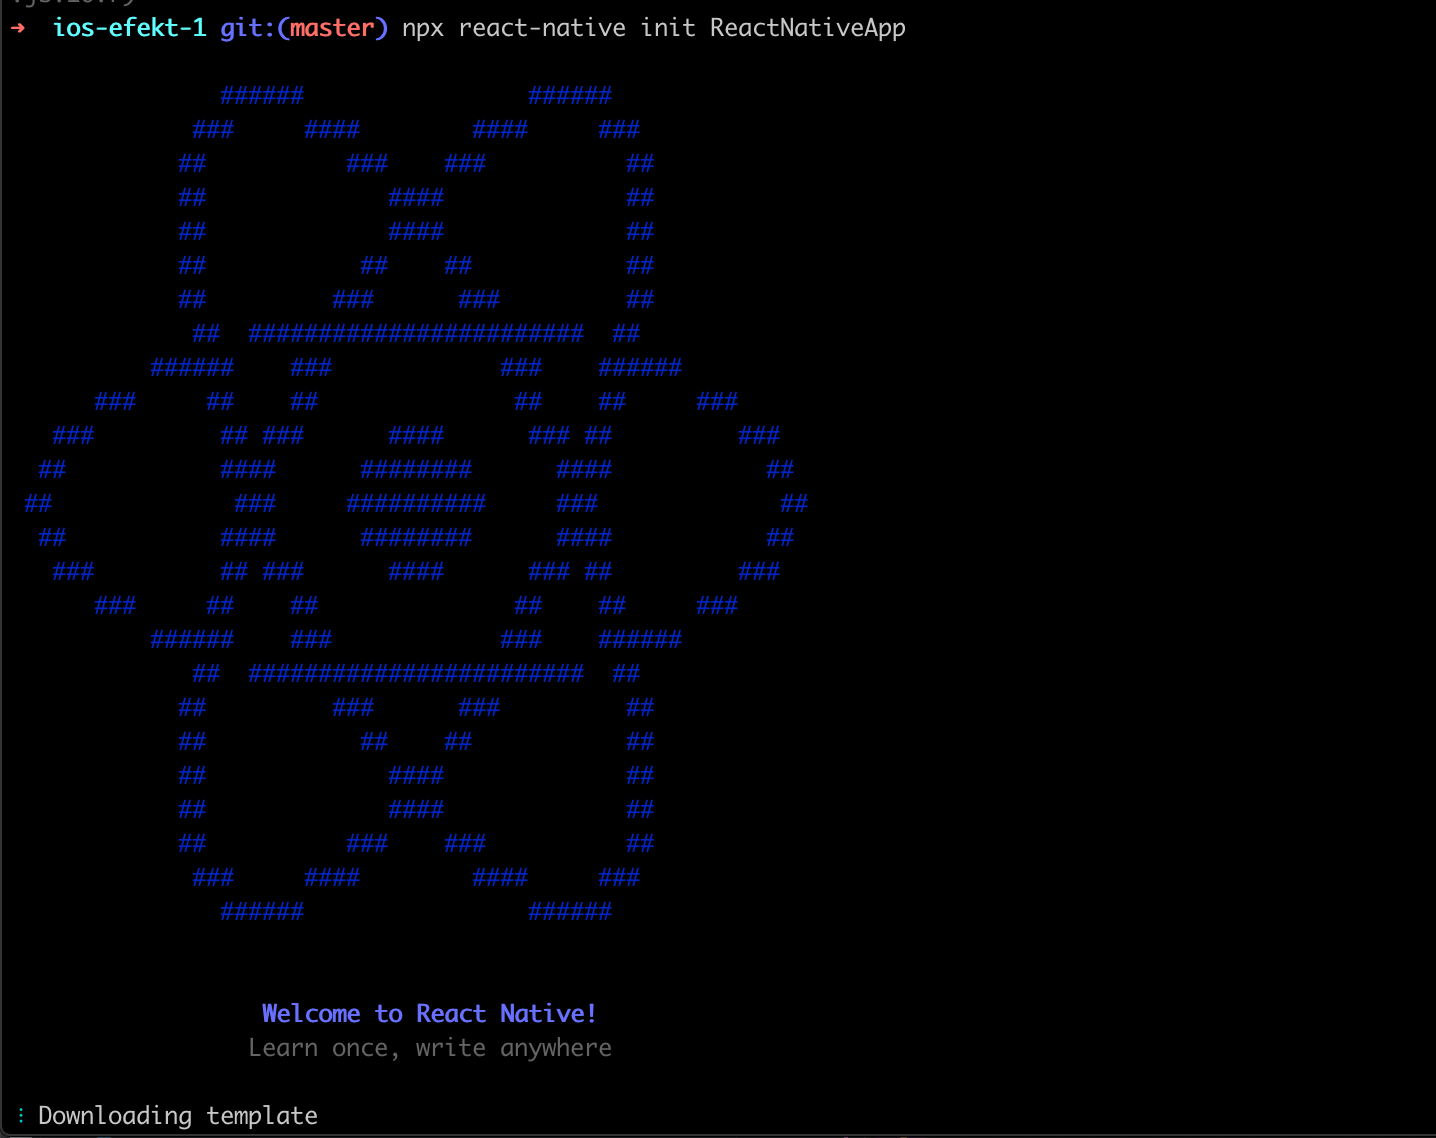 → ios-efekt-1 git:(master) npx react-native init ReactNativeApp
###### ######
### #### #### ###
## ### ### ##
## #### ##
## #### ##
## ## ## ##
## ### ### ##
## ######################## ##
###### ### ### ######
### ## ## ## ## ###
### ## ### #### ### ## ###
## #### ######## #### ##
## ### ########## ### ##
## #### ######## #### ##
### ## ### #### ### ## ###
### ## ## ## ## ###
###### ### ### ######
## ######################## ##
## ### ### ##
## ## ## ##
## #### ##
## #### ##
## ### ### ##
### #### #### ###
###### ######
Welcome to React Native!
Learn once, write anywhere
⸽ Downloading template